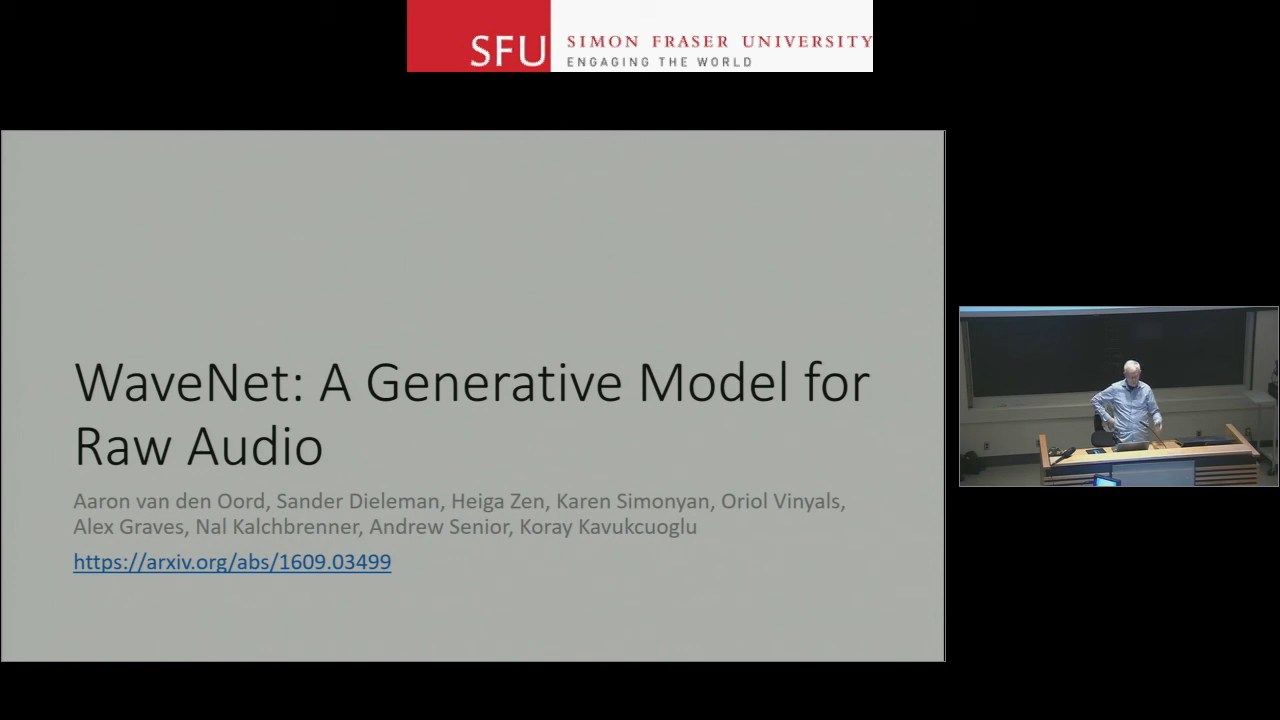 SFU
SIMON FRASER UNIVERSITY
ENGAGING THE WORLD
WaveNet: A Generative Model for
Raw Audio
Aaron van den Oord, Sander Dieleman, Heiga Zen, Karen Simonyan, Oriol Vinyals,
Alex Graves, Nal Kalchbrenner, Andrew Senior, Koray Kavukcuoglu
https://arxiv.org/abs/1609.03499